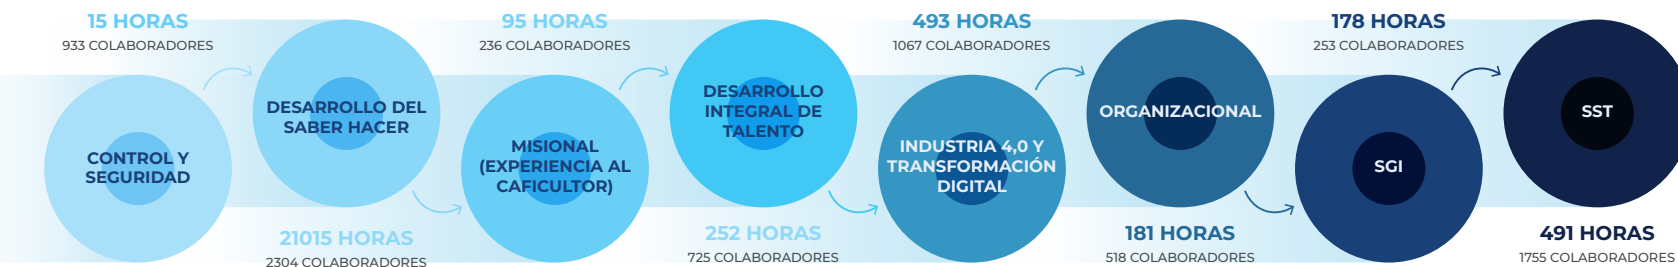 15 HORAS
933 COLABORADORES
CONTROL Y
SEGURIDAD
DESARROLLO DEL
SABER HACER
21015 HORAS
2304 COLABORADORES
95 HORAS
236 COLABORADORES
MISIONAL
(EXPERIENCIA AL
CAFICULTOR)
DESARROLLO
INTEGRAL DE
TALENTO
252 HORAS
725 COLABORADORES
493 HORAS
1067 COLABORADORES
INDUSTRIA 4,0 Y
TRANSFORMACIÓN
DIGITAL
ORGANIZACIONAL
181 HORAS
518 COLABORADORES
178 HORAS
253 COLABORADORES
SGI
SST
491 HORAS
1755 COLABORADORES